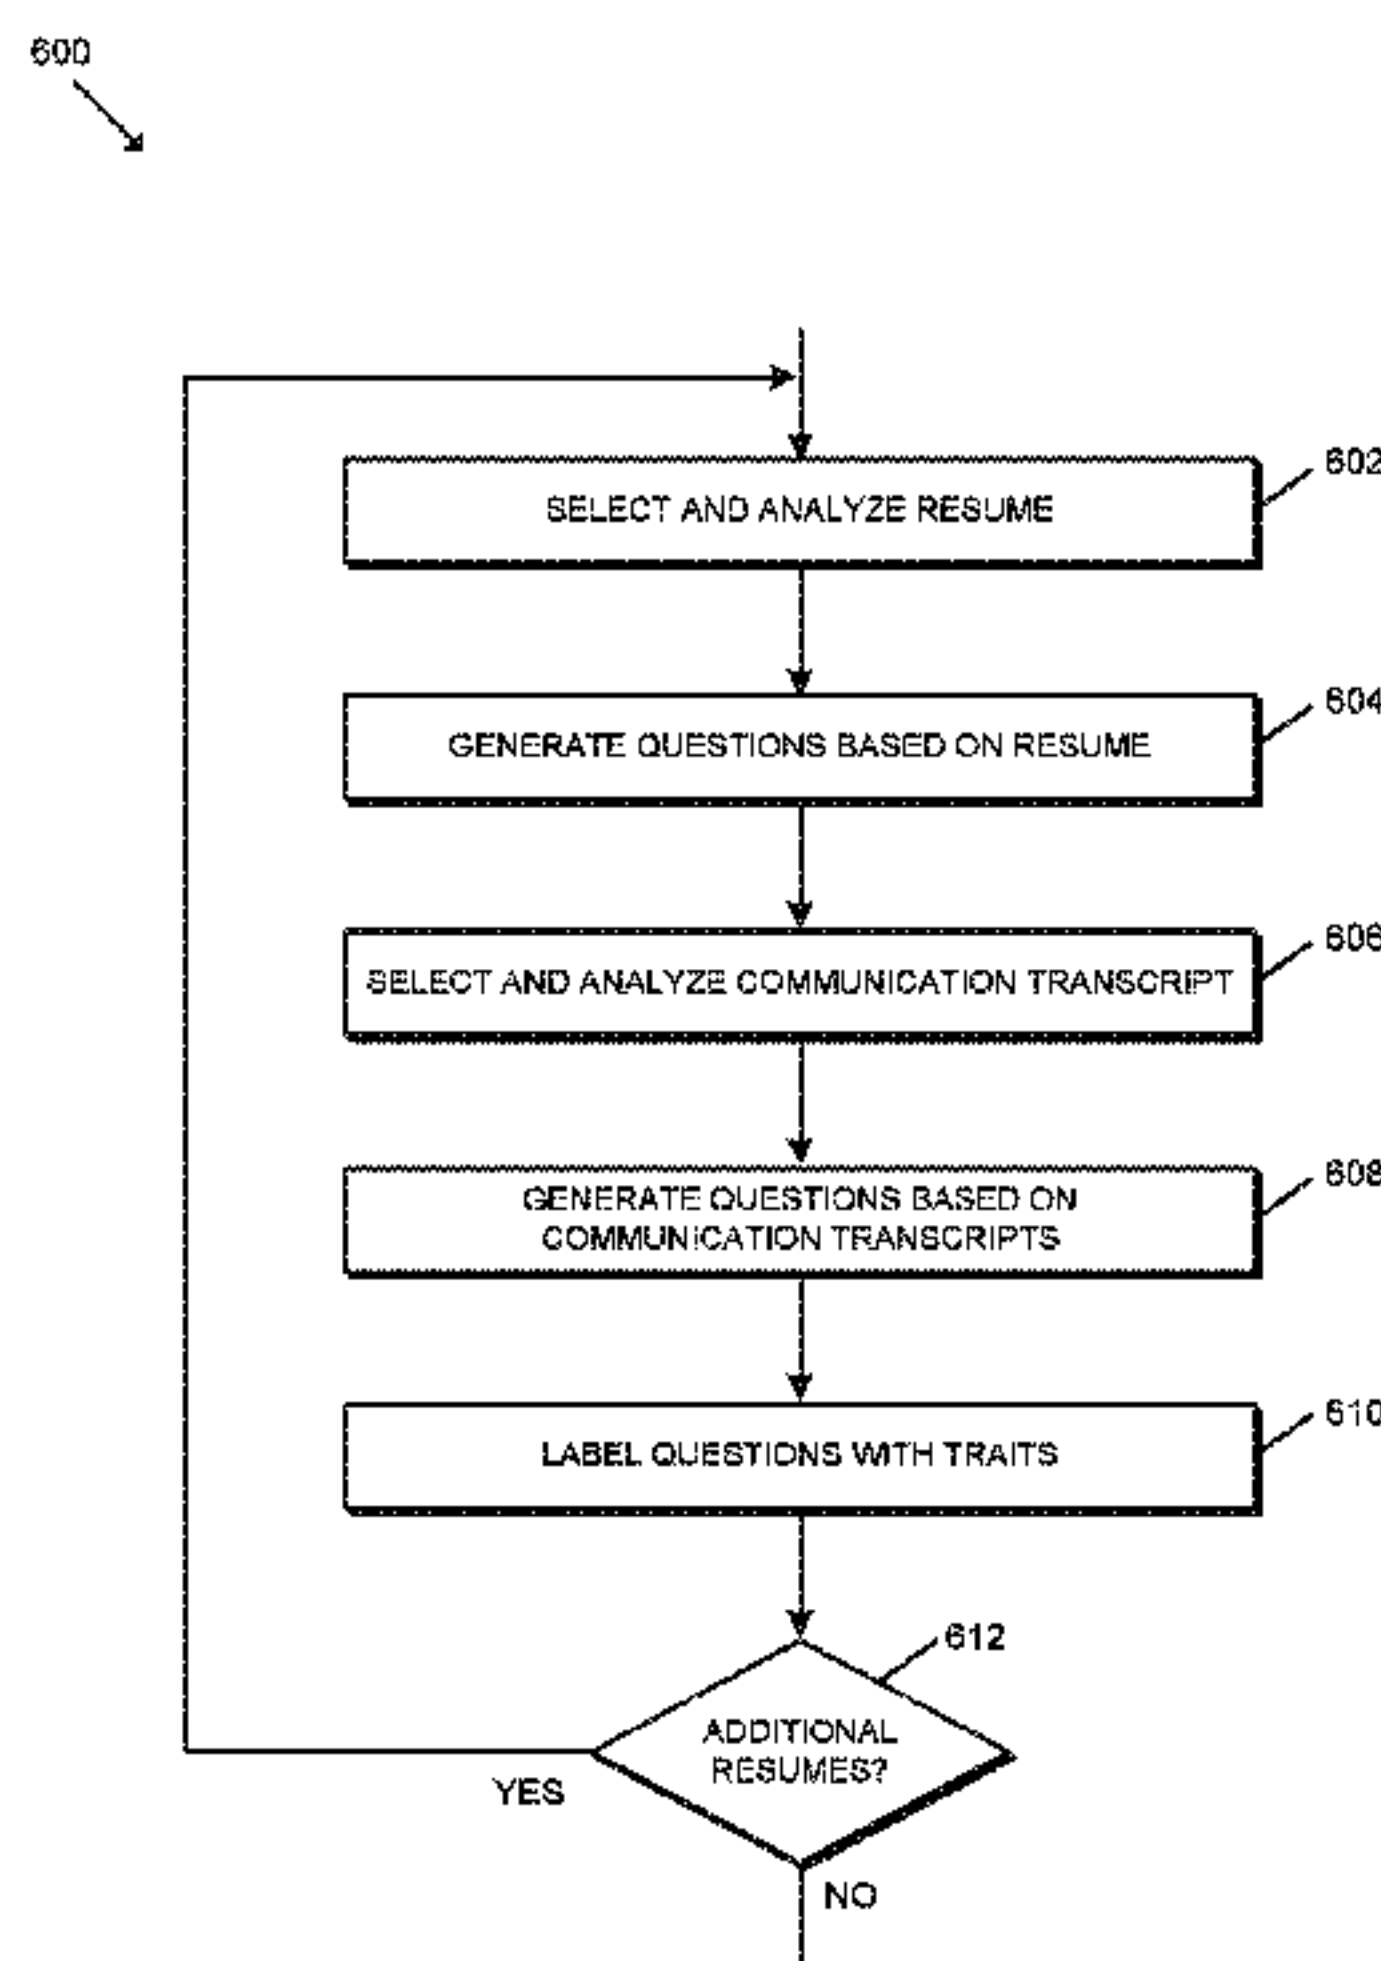 600
SELECT AND ANALYZE RESUME
602
GENERATE QUESTIONS BASED ON RESUME
604
SELECT AND ANALYZE COMMUNICATION TRANSCRIPT
606
GENERATE QUESTIONS BASED ON
COMMUNICATION TRANSCRIPTS
608
LABEL QUESTIONS WITH TRAITS
610
612
ADDITIONAL
RESUMES?
YES
NO